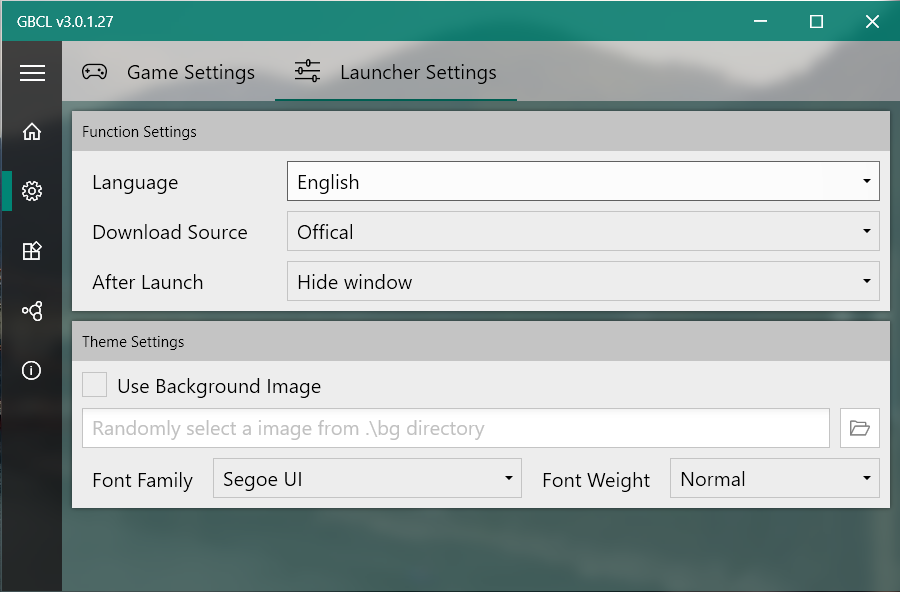 GBCL v3.0.1.27
Game Settings
Launcher Settings
Function Settings
Language
English
Download Source
Offical
After Launch
Hide window
Theme Settings
Use Background Image
Randomly select a image from .\bg directory
Font Family
Segoe UI
Font Weight
Normal